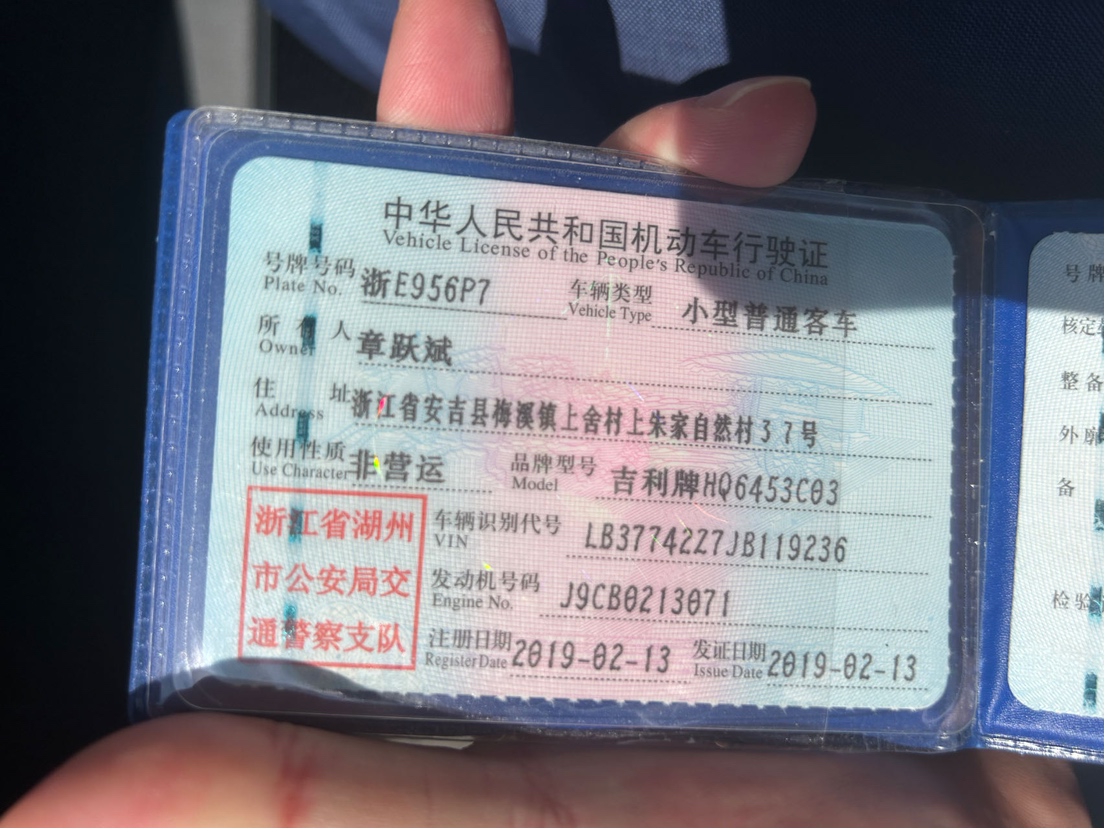 中华人民共和国机动车行驶证
Vehicle License of the People's Republic of China
号牌号码 浙E956P7 车辆类型 小型普通客车
Plate No. Vehicle Type
所有人 章跃斌
Owner
住址 浙江省安吉县梅溪镇上舍村上朱家自然村37号
Address
使用性质 非营运 品牌型号 吉利牌HQ6453C03
Use Character Model
浙江省湖州
市公安局交
通警察支队
车辆识别代号 LB37742Z7JB119236
VIN
发动机号码 J9CB0213071
Engine No.
注册日期 2019-02-13 发证日期 2019-02-13
Register Date Issue Date
号牌
核定
整备
外廓
备
检验